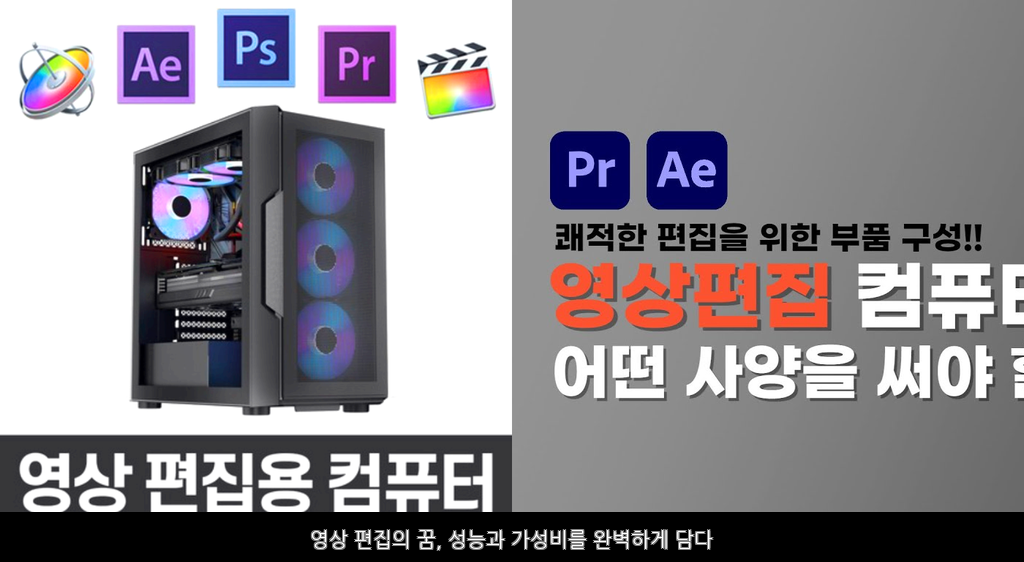 Ae
Ps
Pr
영상 편집용 컴퓨터
Pr Ae
쾌적한 편집을 위한 부품 구성!!
영상편집 컴퓨터
어떤 사양을 써야
영상 편집의 꿈, 성능과 가성비를 완벽하게 담다